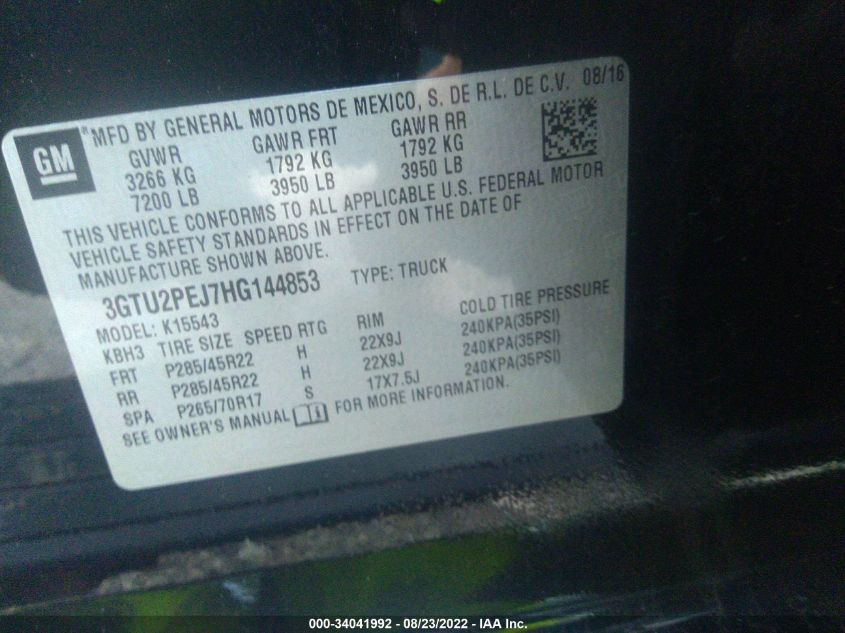 GM
® MFD BY GENERAL MOTORS DE MEXICO, S. DE R.L. DE C.V. 08/16
GVWR GAWR FRT GAWR RR
3266 KG 1792 KG 1792 KG
7200 LB 3950 LB 3950 LB
THIS VEHICLE CONFORMS TO ALL APPLICABLE U.S. FEDERAL MOTOR
VEHICLE SAFETY STANDARDS IN EFFECT ON THE DATE OF
MANUFACTURE SHOWN ABOVE.
3GTU2PEJ7HG144853 TYPE: TRUCK
MODEL: K15543
KBH3 TIRE SIZE SPEED RTG RIM COLD TIRE PRESSURE
FRT P285/45R22 H 22X9J 240KPA(35PSI)
RR P285/45R22 H 22X9J 240KPA(35PSI)
SPA P265/70R17 S 17X7.5J 240KPA(35PSI)
SEE OWNER'S MANUAL FOR MORE INFORMATION.
000-34041992 - 08/23/2022 - IAA Inc.